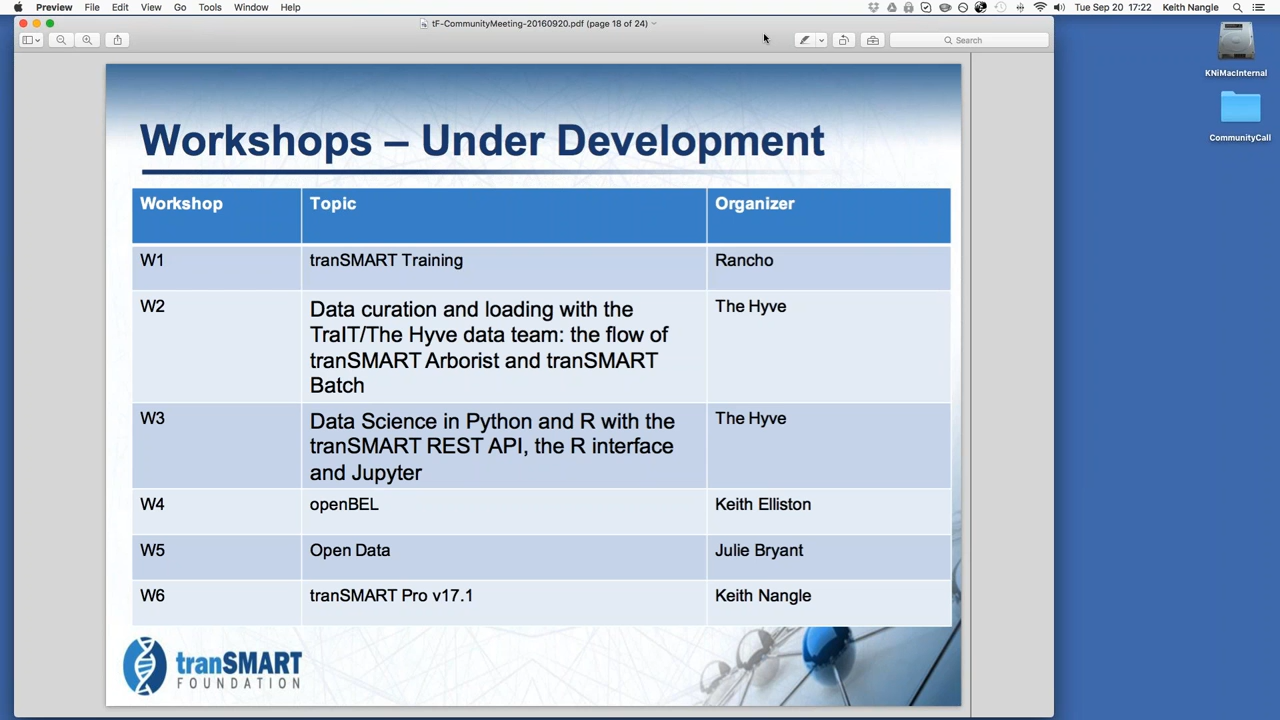 Preview File Edit View Go Tools Window Help Tue Sep 20 17:22 Keith Nangle
tF-CommunityMeeting-20160920.pdf (page 18 of 24)
Search
KNiMacInternal
CommunityCall
Workshops – Under Development
Workshop Topic Organizer
W1 tranSMART Training Rancho
W2 Data curation and loading with the The Hyve
TraIT/The Hyve data team: the flow of
tranSMART Arborist and tranSMART
Batch
W3 Data Science in Python and R with the The Hyve
tranSMART REST API, the R interface
and Jupyter
W4 openBEL Keith Elliston
W5 Open Data Julie Bryant
W6 tranSMART Pro v17.1 Keith Nangle
tranSMART
FOUNDATION